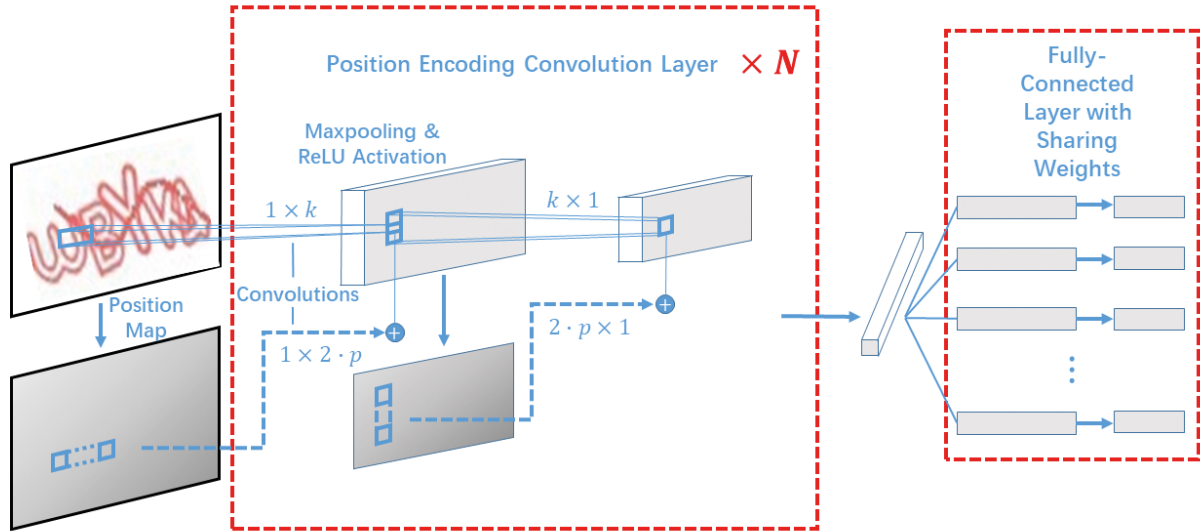 Position Encoding Convolution Layer × N
Maxpooling &
ReLU Activation
1 × k
k × 1
Convolutions
Position
Map
1 × 2 · p
2 · p × 1
Fully-
Connected
Layer with
Sharing
Weights